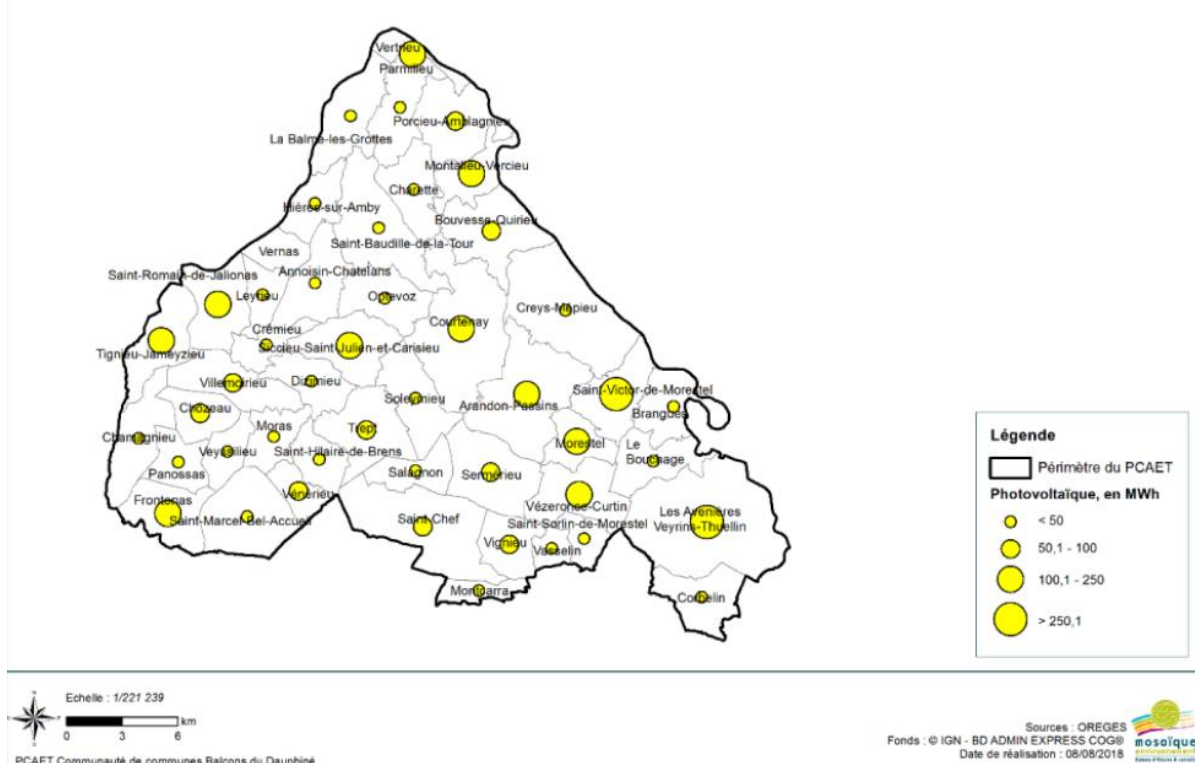 Vertrieu
Parmilieu
Porcieu-Amblagnieu
La Balme-les-Grottes
Montalieu-Vercieu
Charette
Hières-sur-Amby
Bouvesse-Quirieu
Saint-Baudille-de-la-Tour
Vernas
Saint-Romain-de-Jalionas
Annoisin-Chatelans
Leyrieu
Optevoz
Creys-Mépieu
Courtenay
Crémieu
Siccieu-Saint-Julien-et-Carisieu
Tignieu-Jameyzieu
Villemoirieu
Dizimieu
Saint-Victor-de-Morestel
Soleymieu
Arandon-Passins
Brangues
Chozeau
Moras
Trept
Chamagnieu
Morestel
Le
Bouchage
Veyssilieu
Saint-Hilaire-de-Brens
Panossas
Salagnon
Sermérieu
Vénérieu
Frontonas
Vézeronce-Curtin
Les Avenières
Veyrins-Thuellin
Saint-Marcel-Bel-Accueil
Saint-Chef
Saint-Sorlin-de-Morestel
Vignieu
Vasselin
Montcarra
Corbelin
Légende
Périmètre du PCAET
Photovoltaïque, en MWh
< 50
50,1 - 100
100,1 - 250
> 250,1
Echelle : 1/221 239
0 3 6 km
PCAET Communauté de communes Balcons du Dauphiné
Sources : OREGES
Fonds : © IGN - BD ADMIN EXPRESS COG®
Date de réalisation : 08/08/2018
mosaïque
environnement